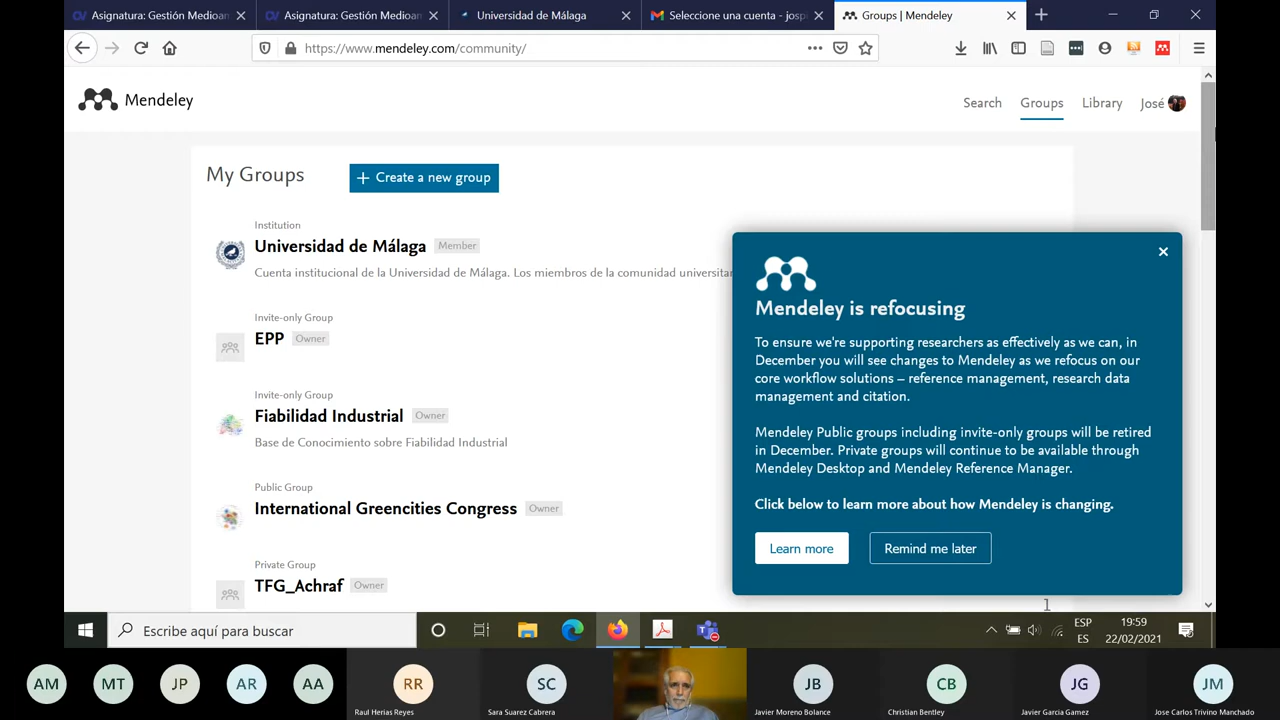 Asignatura: Gestión Medioan
Asignatura: Gestión Medioan
Universidad de Málaga
Seleccione una cuenta - josp
Groups | Mendeley
https://www.mendeley.com/community/
Mendeley
Search
Groups
Library
José
My Groups
+ Create a new group
Institution
Universidad de Málaga Member
Cuenta institucional de la Universidad de Málaga. Los miembros de la comunidad universitar
Invite-only Group
EPP Owner
Invite-only Group
Fiabilidad Industrial Owner
Base de Conocimiento sobre Fiabilidad Industrial
Public Group
International Greencities Congress Owner
Private Group
TFG_Achraf Owner
Mendeley is refocusing
To ensure we're supporting researchers as effectively as we can, in
December you will see changes to Mendeley as we refocus on our
core workflow solutions – reference management, research data
management and citation.
Mendeley Public groups including invite-only groups will be retired
in December. Private groups will continue to be available through
Mendeley Desktop and Mendeley Reference Manager.
Click below to learn more about how Mendeley is changing.
Learn more
Remind me later
Escribe aquí para buscar
ESP
ES
19:59
22/02/2021
AM
MT
JP
AR
AA
RR
SC
JB
CB
JG
JM
Raul Herias Reyes
Sara Suarez Cabrera
Javier Moreno Bolance
Christian Bentley
Javier Garcia Gamez
Jose Carlos Trivino Manchado